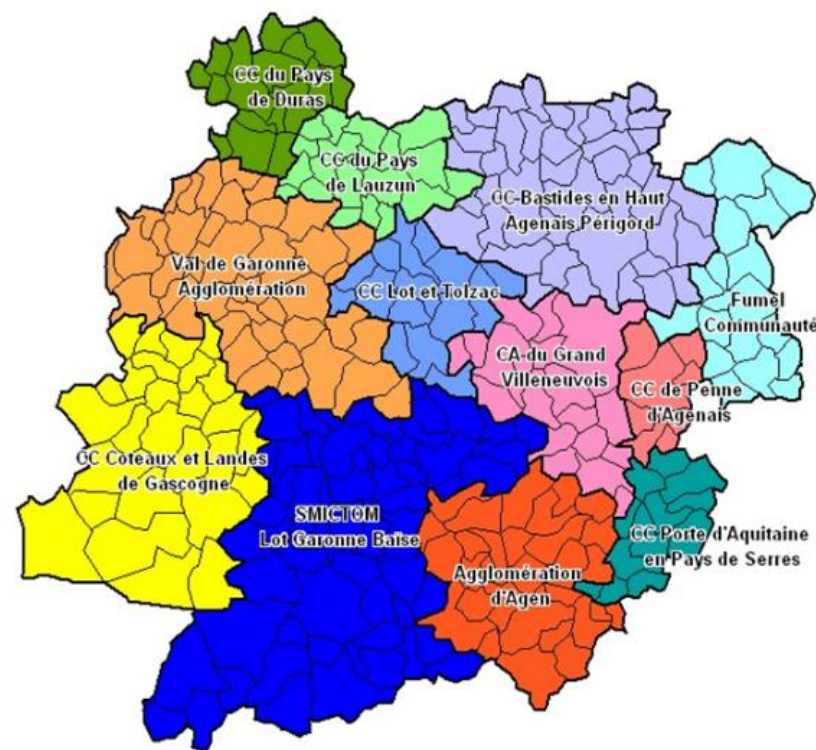 CC du Pays
de Duras
CC du Pays
de Lauzun
CC Bastides en Haut
Agenais Périgord
Val de Garonne
Agglomération
CC Lot et Tolzac
Fumel
Communauté
CA du Grand
Villeneuvois
CC de Penne
d'Agenais
CC Coteaux et Landes
de Gascogne
SMICTOM
Lot Garonne Baïse
CC Porte d'Aquitaine
en Pays de Serres
Agglomération
d'Agen